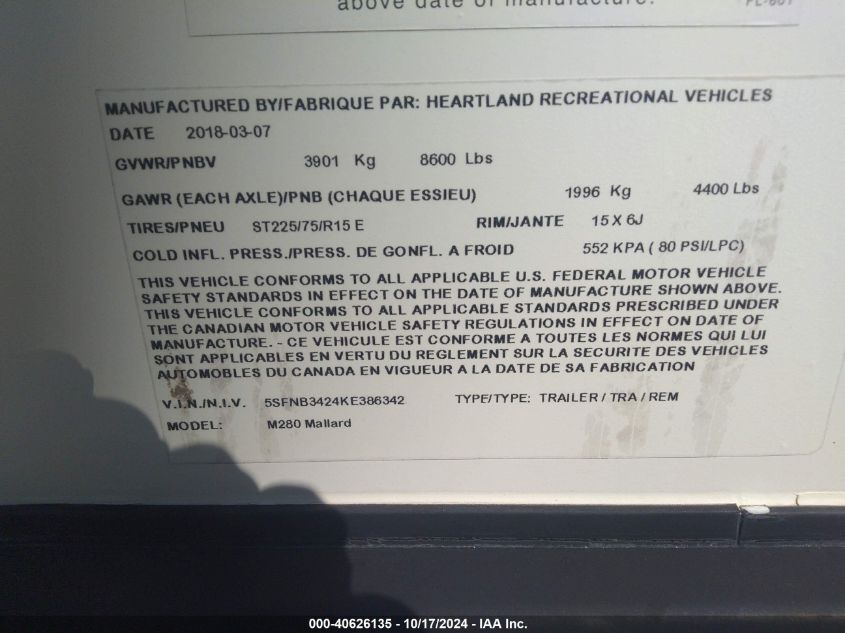 above date of manufacture.
MANUFACTURED BY/FABRIQUE PAR: HEARTLAND RECREATIONAL VEHICLES
DATE 2018-03-07
GVWR/PNBV 3901 Kg 8600 Lbs
GAWR (EACH AXLE)/PNB (CHAQUE ESSIEU) 1996 Kg 4400 Lbs
TIRES/PNEU ST225/75/R15 E RIM/JANTE 15 X 6J
COLD INFL. PRESS./PRESS. DE GONFL. A FROID 552 KPA ( 80 PSI/LPC)
THIS VEHICLE CONFORMS TO ALL APPLICABLE U.S. FEDERAL MOTOR VEHICLE
SAFETY STANDARDS IN EFFECT ON THE DATE OF MANUFACTURE SHOWN ABOVE.
THIS VEHICLE CONFORMS TO ALL APPLICABLE STANDARDS PRESCRIBED UNDER
THE CANADIAN MOTOR VEHICLE SAFETY REGULATIONS IN EFFECT ON DATE OF
MANUFACTURE. - CE VEHICULE EST CONFORME A TOUTES LES NORMES QUI LUI
SONT APPLICABLES EN VERTU DU REGLEMENT SUR LA SECURITE DES VEHICLES
AUTOMOBLES DU CANADA EN VIGUEUR A LA DATE DE SA FABRICATION
V.I.N./N.I.V. 5SFNB3424KE386342 TYPE/TYPE: TRAILER / TRA / REM
MODEL: M280 Mallard
000-40626135 - 10/17/2024 - IAA Inc.